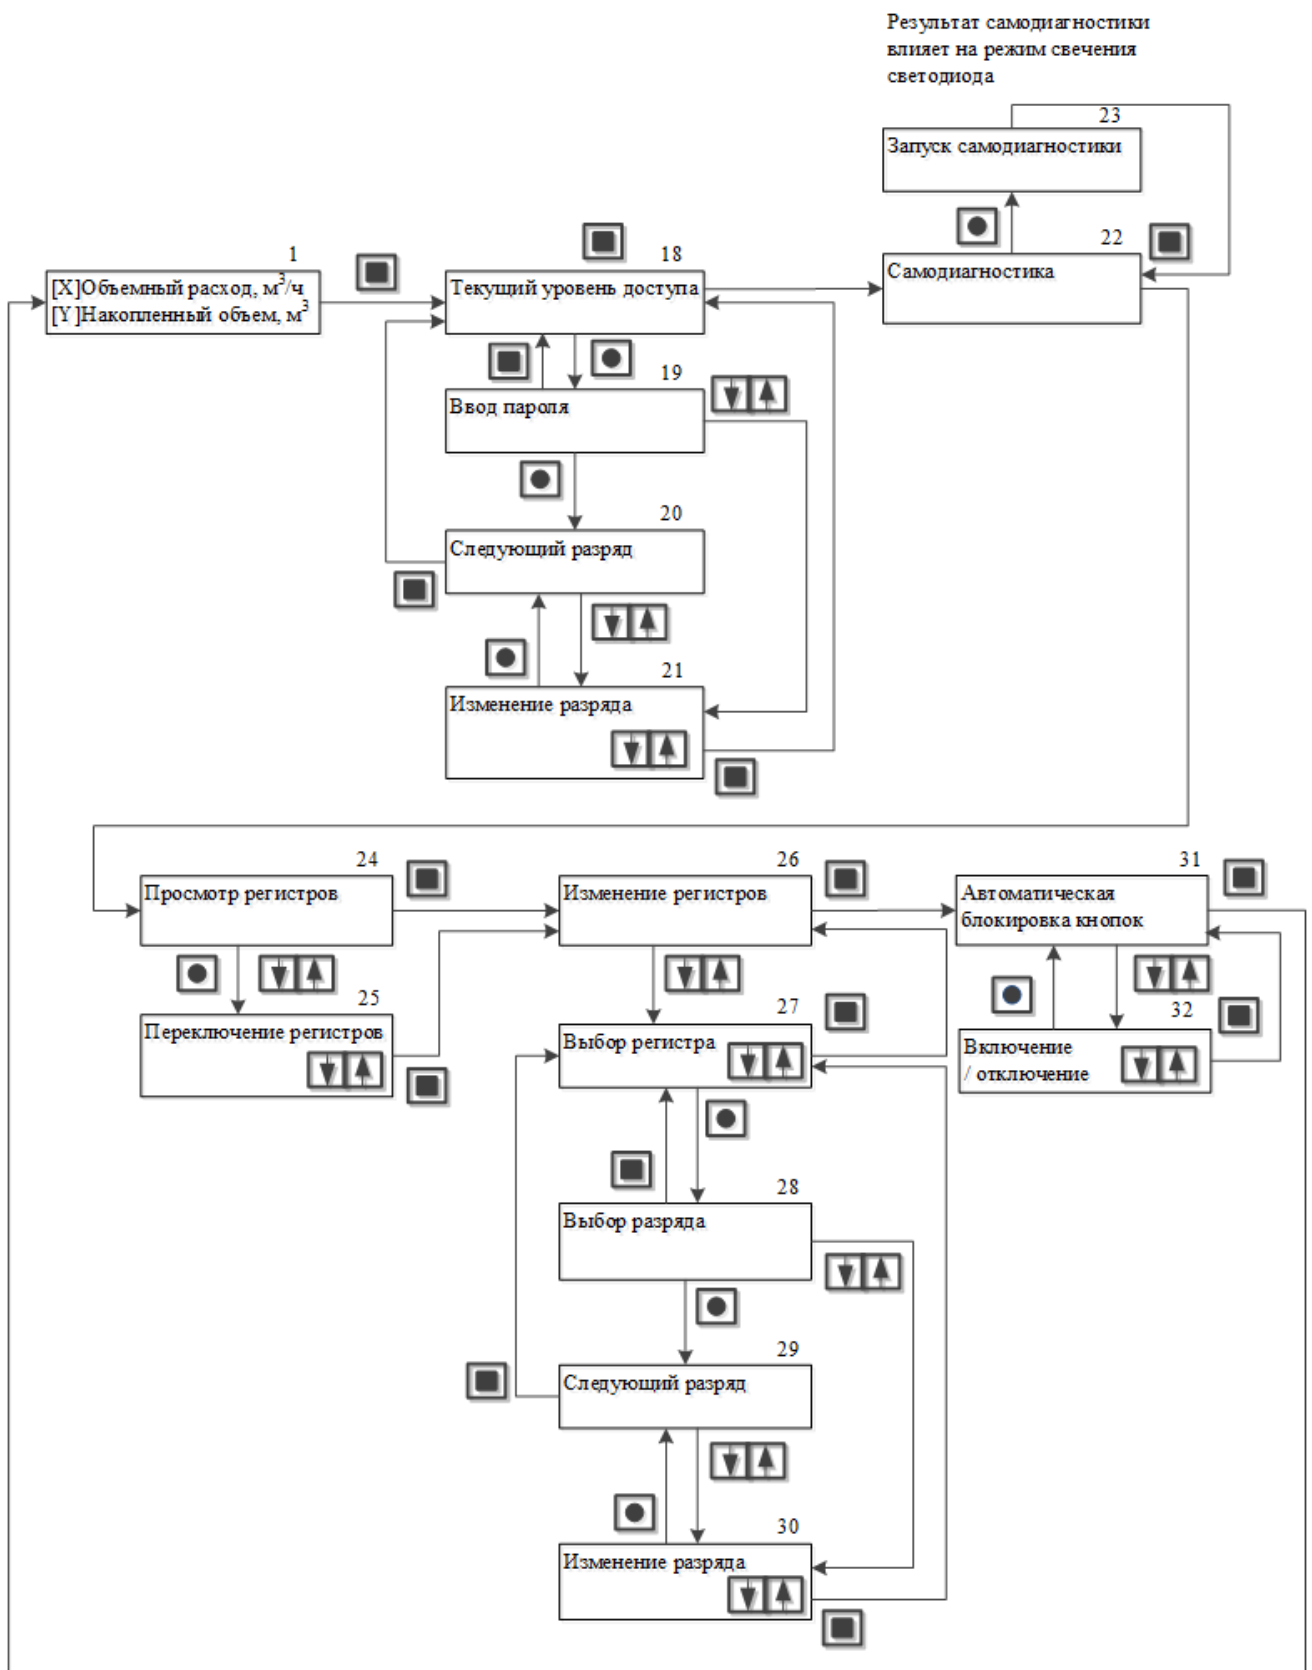 Результат самодиагностики
влияет на режим свечения
светодиода
23
Запуск самодиагностики
22
Самодиагностика
1
[X]Объемный расход, м³/ч
[Y]Накопленный объем, м³
18
Текущий уровень доступа
19
Ввод пароля
20
Следующий разряд
21
Изменение разряда
24
Просмотр регистров
25
Переключение регистров
26
Изменение регистров
27
Выбор регистра
28
Выбор разряда
29
Следующий разряд
30
Изменение разряда
31
Автоматическая
блокировка кнопок
32
Включение
/ отключение